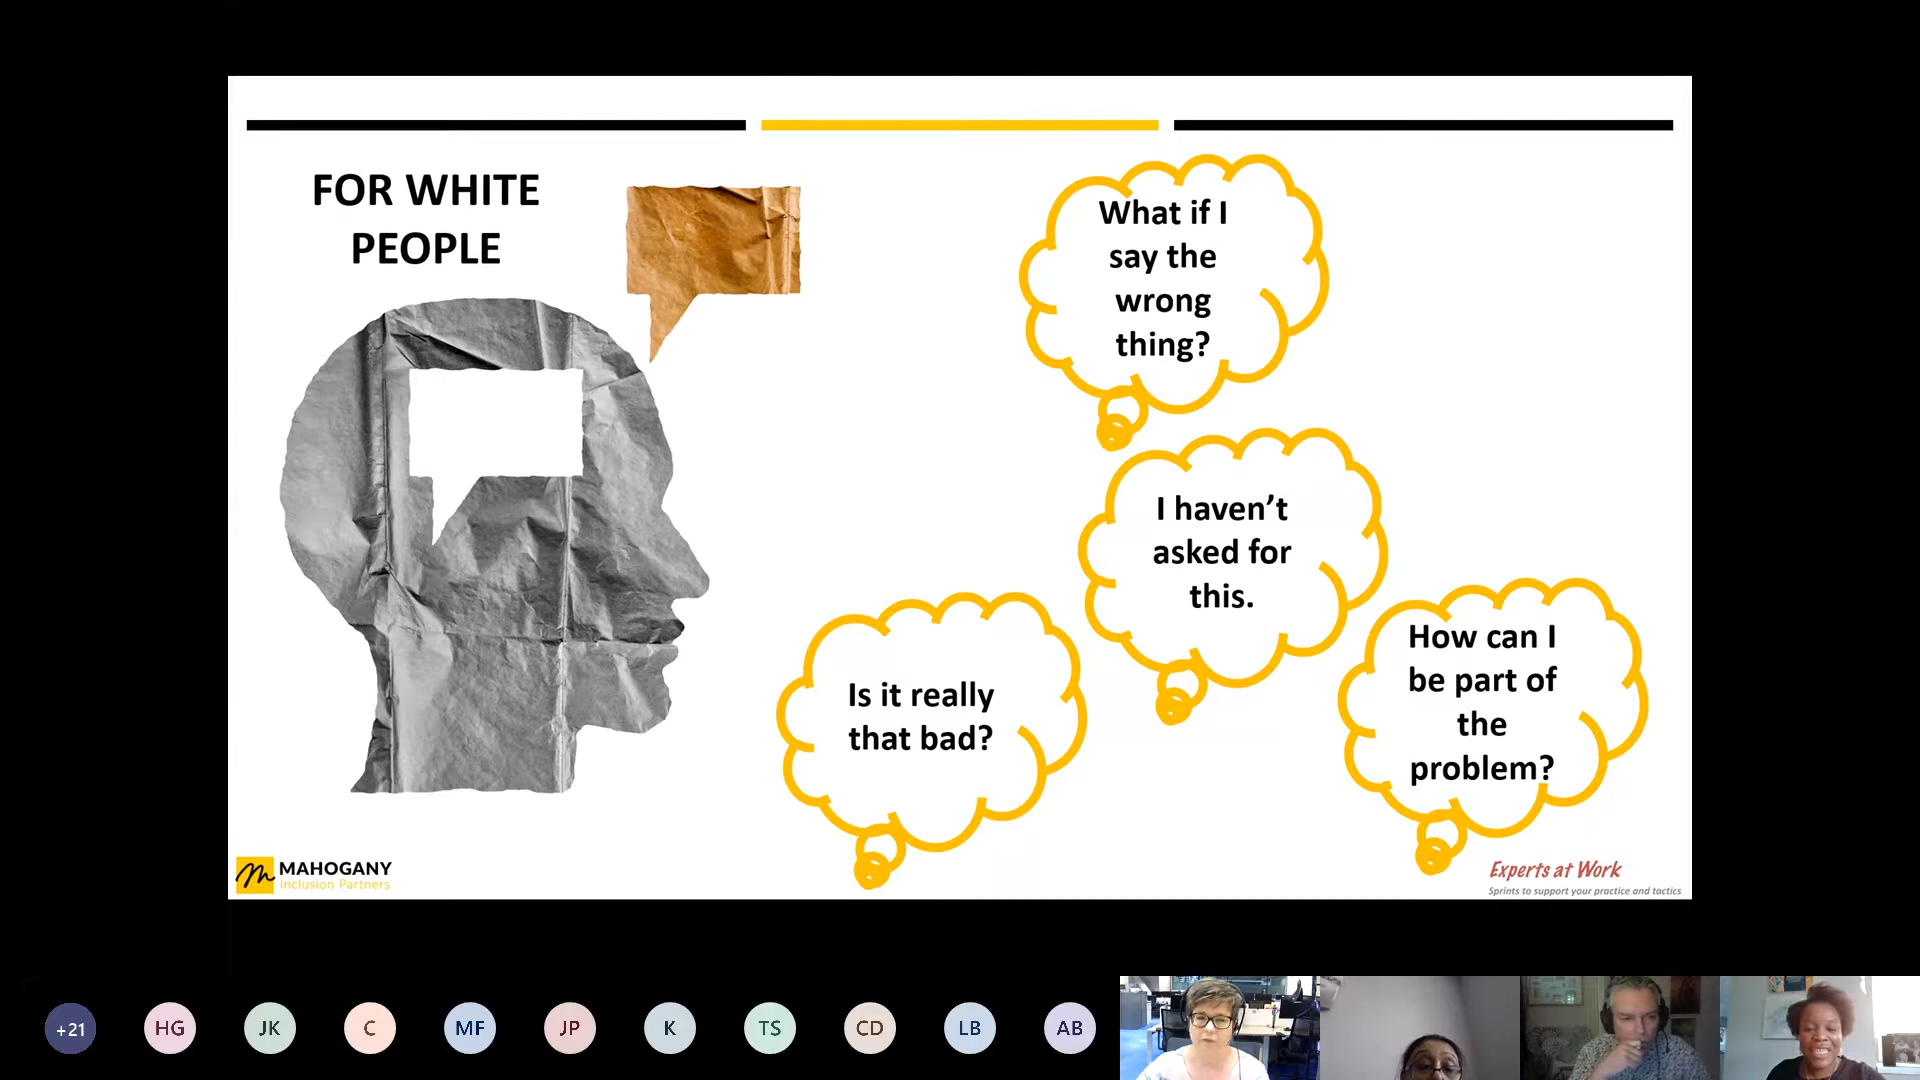 FOR WHITE
PEOPLE
What if I
say the
wrong
thing?
I haven’t
asked for
this.
Is it really
that bad?
How can I
be part of
the
problem?
m MAHOGANY
Inclusion Partners
Experts at Work
Sprints to support your practice and tactics
+21
HG
JK
C
MF
JP
K
TS
CD
LB
AB